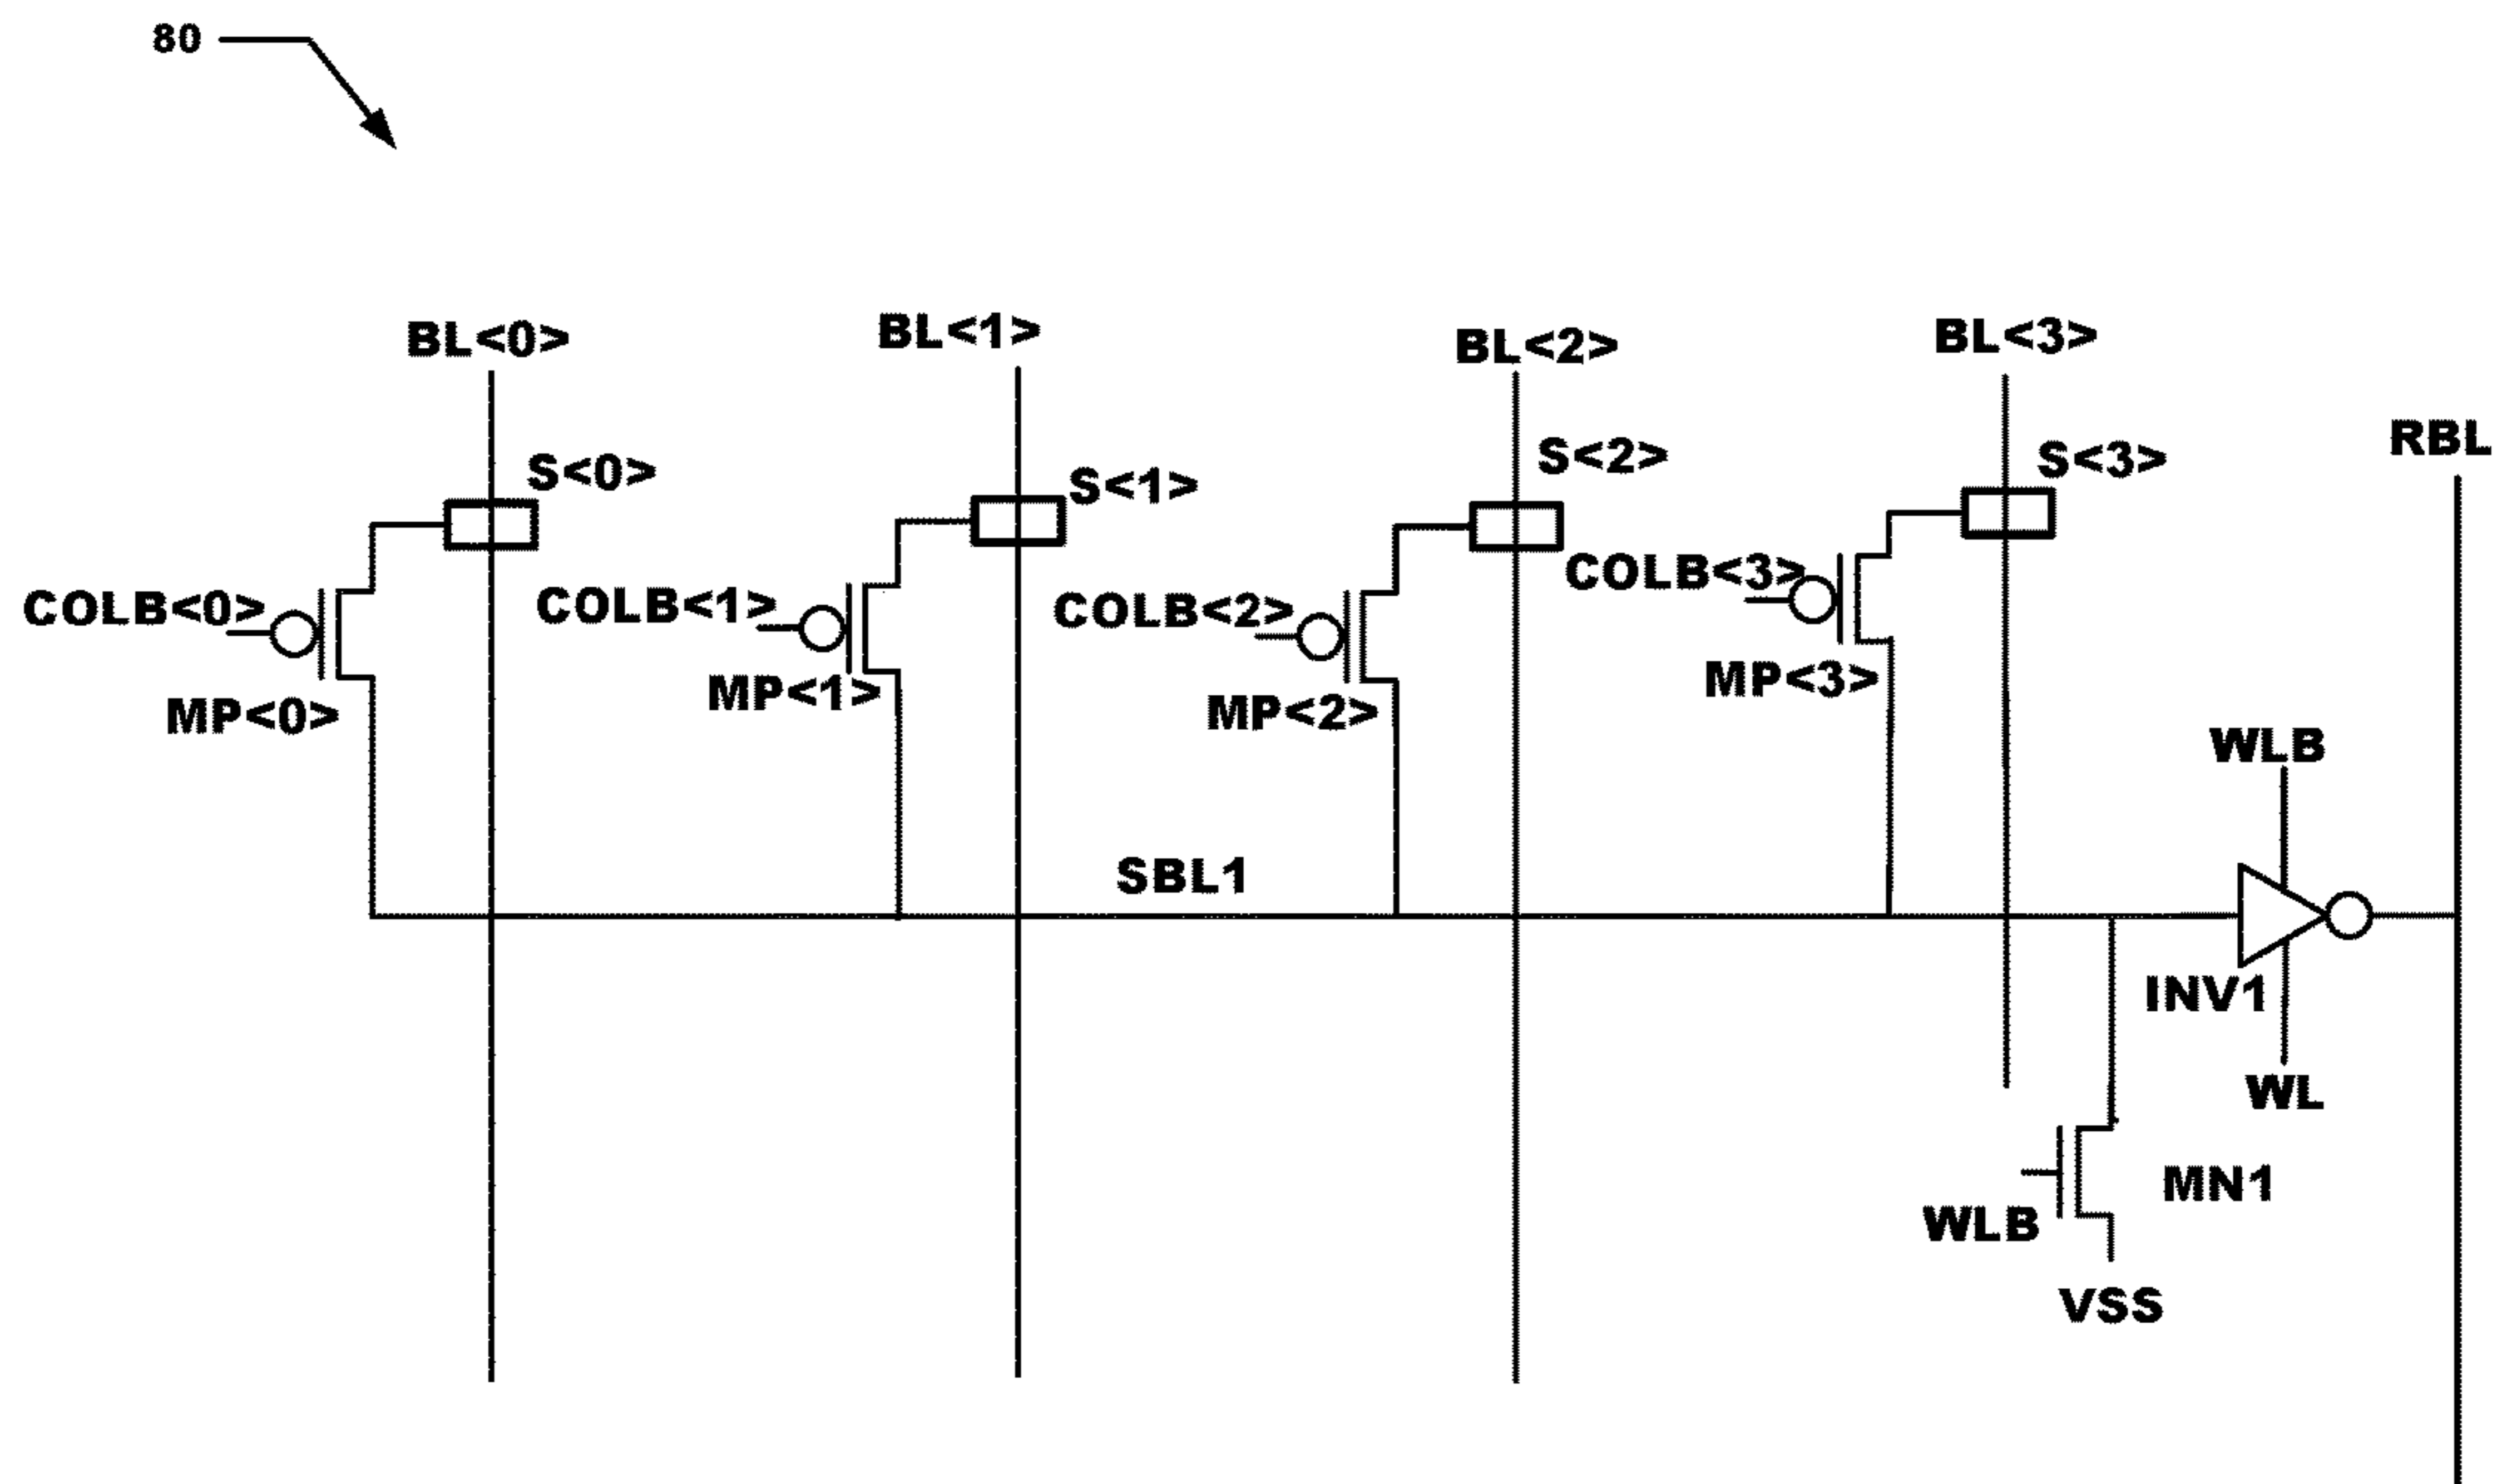 80
BL<0>
BL<1>
BL<2>
BL<3>
RBL
S<0>
S<1>
S<2>
S<3>
COLB<0>
COLB<1>
COLB<2>
COLB<3>
MP<0>
MP<1>
MP<2>
MP<3>
WLB
SBL1
INV1
WL
MN1
WLB
VSS